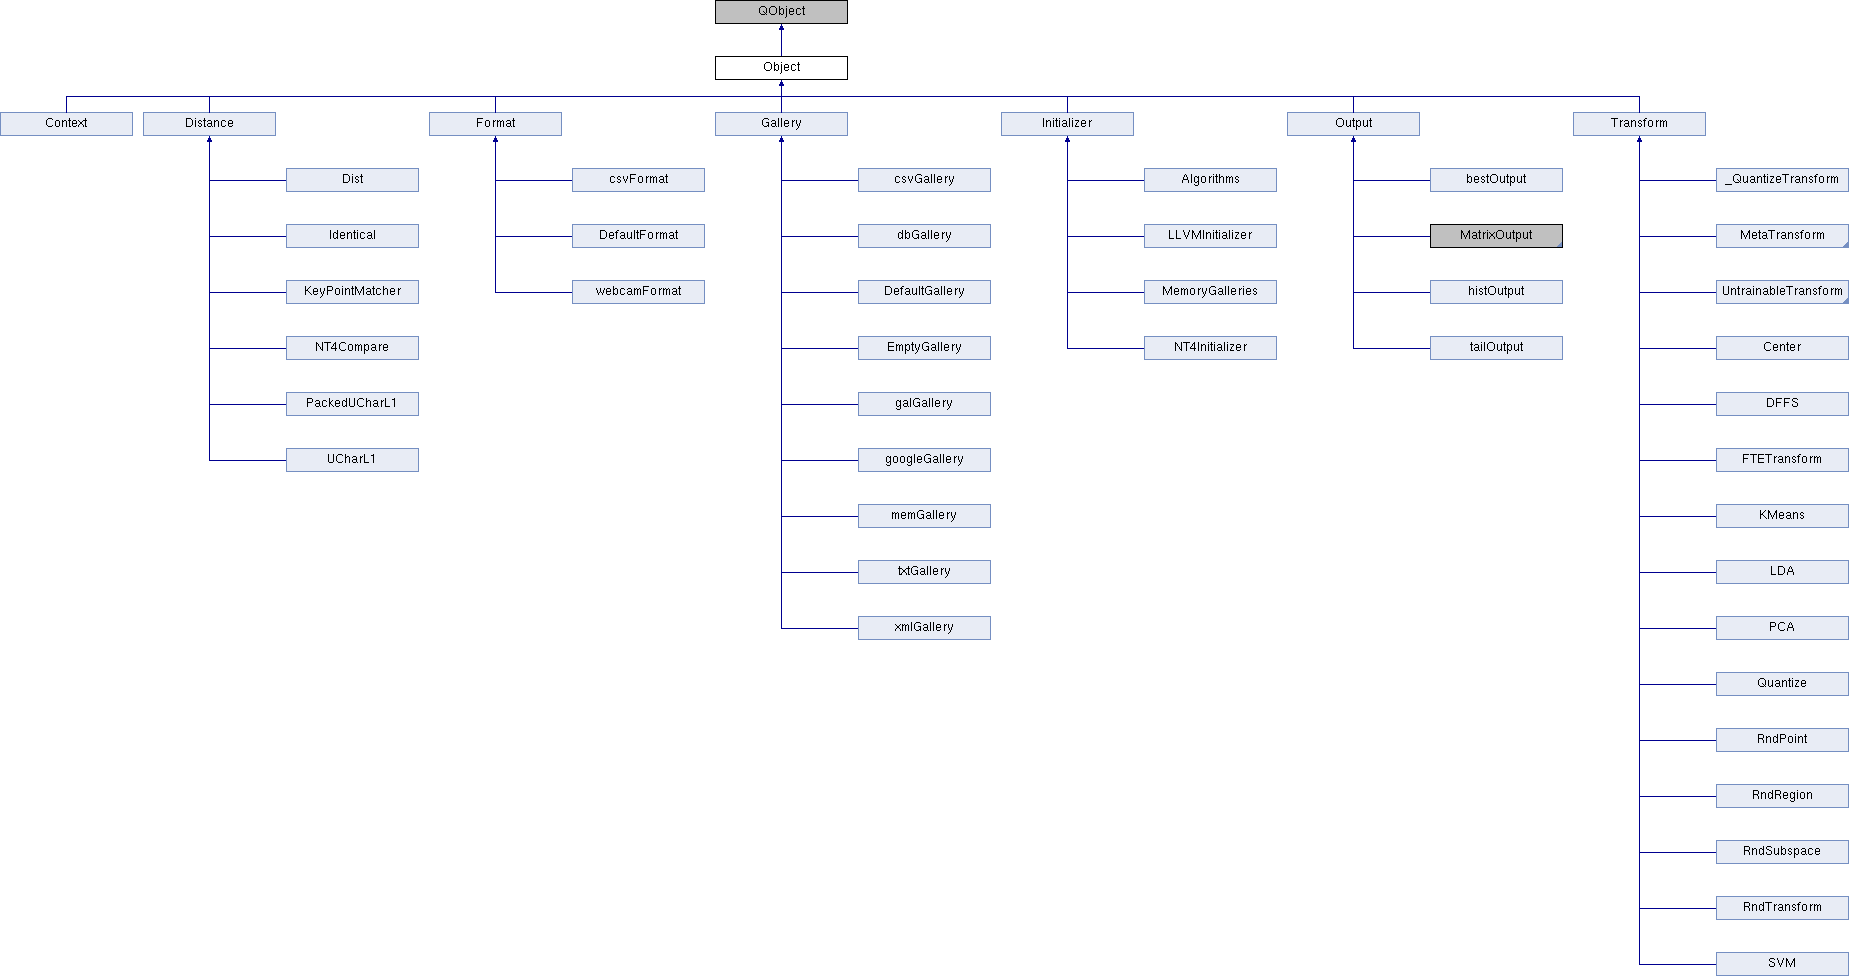 QObject
Object
Context
Distance
Format
Gallery
Initializer
Output
Transform
Dist
csvFormat
csvGallery
Algorithms
bestOutput
_QuantizeTransform
Identical
DefaultFormat
dbGallery
LLVMInitializer
MatrixOutput
MetaTransform
KeyPointMatcher
webcamFormat
DefaultGallery
MemoryGalleries
histOutput
UntrainableTransform
NT4Compare
EmptyGallery
NT4Initializer
tailOutput
Center
PackedUCharL1
galGallery
DFFS
UCharL1
googleGallery
FTETransform
memGallery
KMeans
txtGallery
LDA
xmlGallery
PCA
Quantize
RndPoint
RndRegion
RndSubspace
RndTransform
SVM